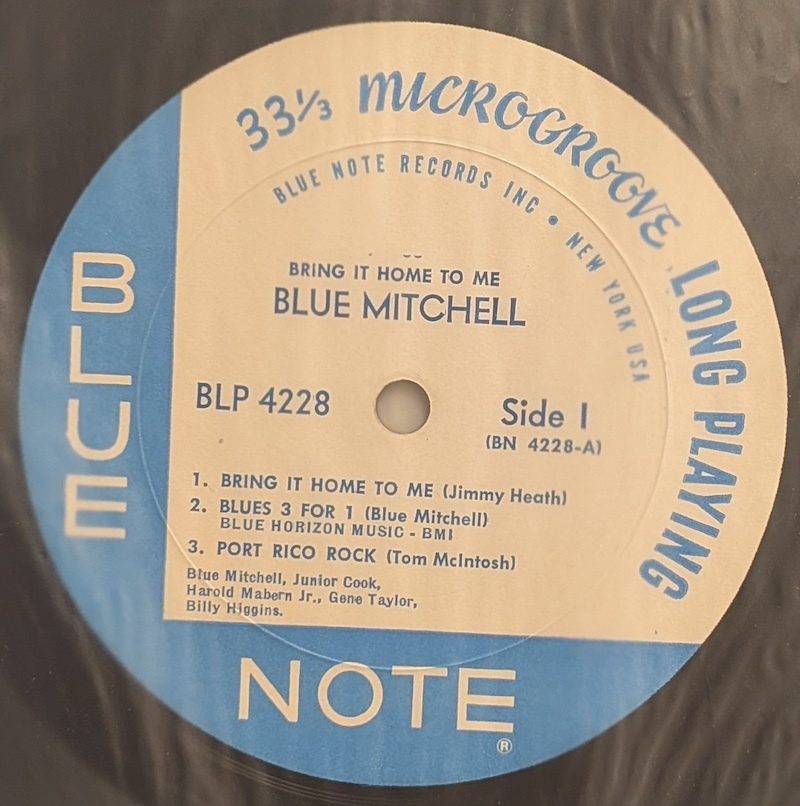 33⅓ MICROGROOVE LONG PLAYING
BLUE NOTE RECORDS INC • NEW YORK USA
BRING IT HOME TO ME
BLUE MITCHELL
BLP 4228
Side 1
(BN 4228-A)
1. BRING IT HOME TO ME (Jimmy Heath)
2. BLUES 3 FOR 1 (Blue Mitchell)
BLUE HORIZON MUSIC - BMI
3. PORT RICO ROCK (Tom McIntosh)
Blue Mitchell, Junior Cook,
Harold Mabern Jr., Gene Taylor,
Billy Higgins.
BLUE
NOTE
®